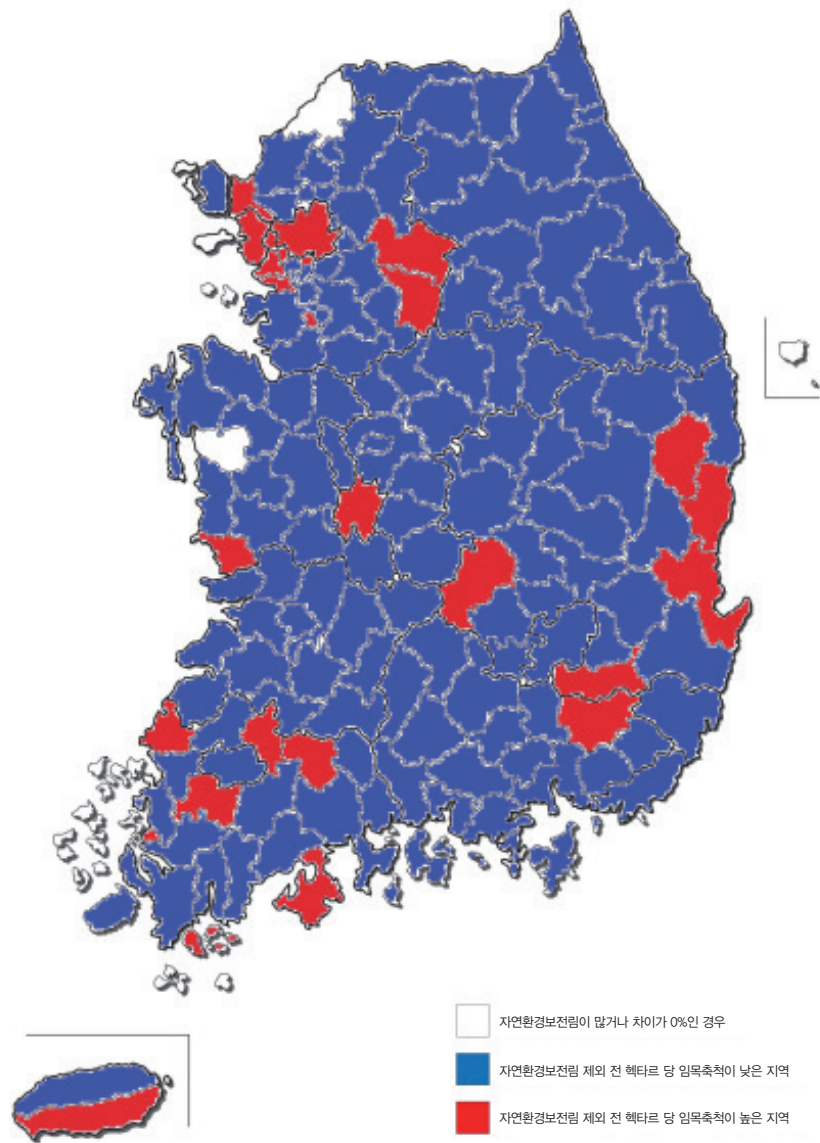 자연환경보전림이 많거나 차이가 0%인 경우
자연환경보전림 제외 전 헥타르 당 임목축척이 낮은 지역
자연환경보전림 제외 전 헥타르 당 임목축척이 높은 지역